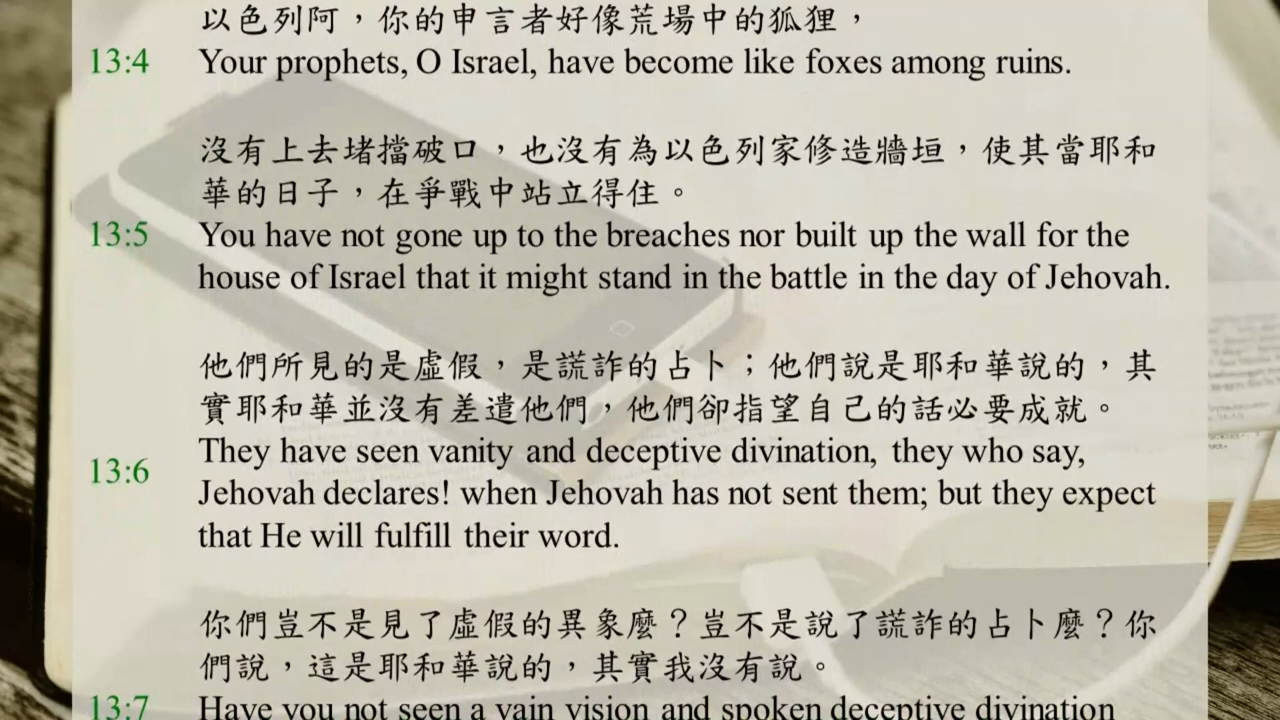 以色列阿，你的申言者好像荒場中的狐狸，
13:4 Your prophets, O Israel, have become like foxes among ruins.
沒有上去堵擋破口，也沒有為以色列家修造牆垣，使其當耶和
華的日子，在爭戰中站立得住。
13:5 You have not gone up to the breaches nor built up the wall for the
house of Israel that it might stand in the battle in the day of Jehovah.
他們所見的是虛假，是謊詐的占卜；他們說是耶和華說的，其
實耶和華並沒有差遣他們，他們卻指望自己的話必要成就。
They have seen vanity and deceptive divination, they who say,
13:6 Jehovah declares! when Jehovah has not sent them; but they expect
that He will fulfill their word.
你們豈不是見了虛假的異象麼？豈不是說了謊詐的占卜麼？你
們說，這是耶和華說的，其實我沒有說。
13:7 Have you not seen a vain vision and spoken deceptive divination